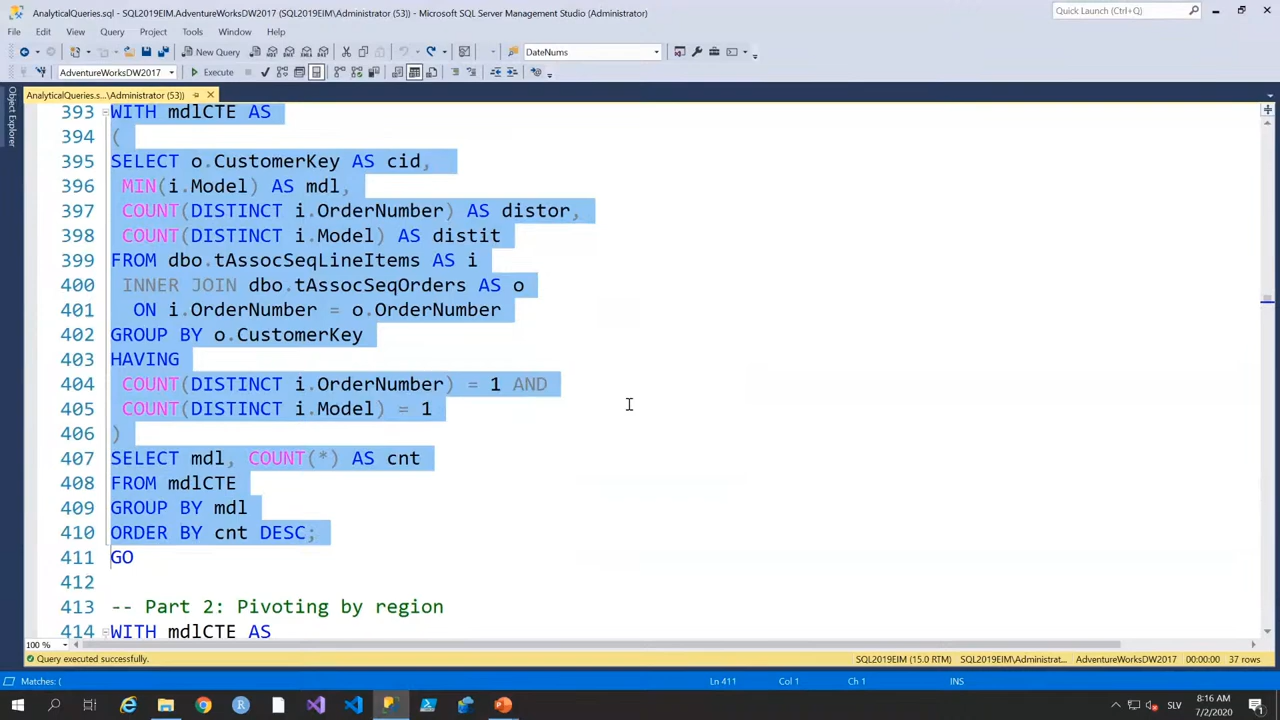 AnalyticalQueries.sql - SQL2019EIM.AdventureWorksDW2017 (SQL2019EIM\Administrator (53)) - Microsoft SQL Server Management Studio (Administrator)
Quick Launch (Ctrl+Q)
File Edit View Query Project Tools Window Help
New Query
DateNums
AdventureWorksDW2017
Execute
AnalyticalQueries.s...\Administrator (53))
Object Explorer
393 WITH mdlCTE AS
394 (
395 SELECT o.CustomerKey AS cid,
396 MIN(i.Model) AS mdl,
397 COUNT(DISTINCT i.OrderNumber) AS distor,
398 COUNT(DISTINCT i.Model) AS distit
399 FROM dbo.tAssocSeqLineItems AS i
400 INNER JOIN dbo.tAssocSeqOrders AS o
401 ON i.OrderNumber = o.OrderNumber
402 GROUP BY o.CustomerKey
403 HAVING
404 COUNT(DISTINCT i.OrderNumber) = 1 AND
405 COUNT(DISTINCT i.Model) = 1
406 )
407 SELECT mdl, COUNT(*) AS cnt
408 FROM mdlCTE
409 GROUP BY mdl
410 ORDER BY cnt DESC;
411 GO
412
413 -- Part 2: Pivoting by region
414 WITH mdlCTE AS
100 %
Query executed successfully. SQL2019EIM (15.0 RTM) SQL2019EIM\Administrat... AdventureWorksDW2017 00:00:00 37 rows
Matches: ( Ln 411 Col 1 Ch 1 INS
SLV 8:16 AM
7/2/2020
1